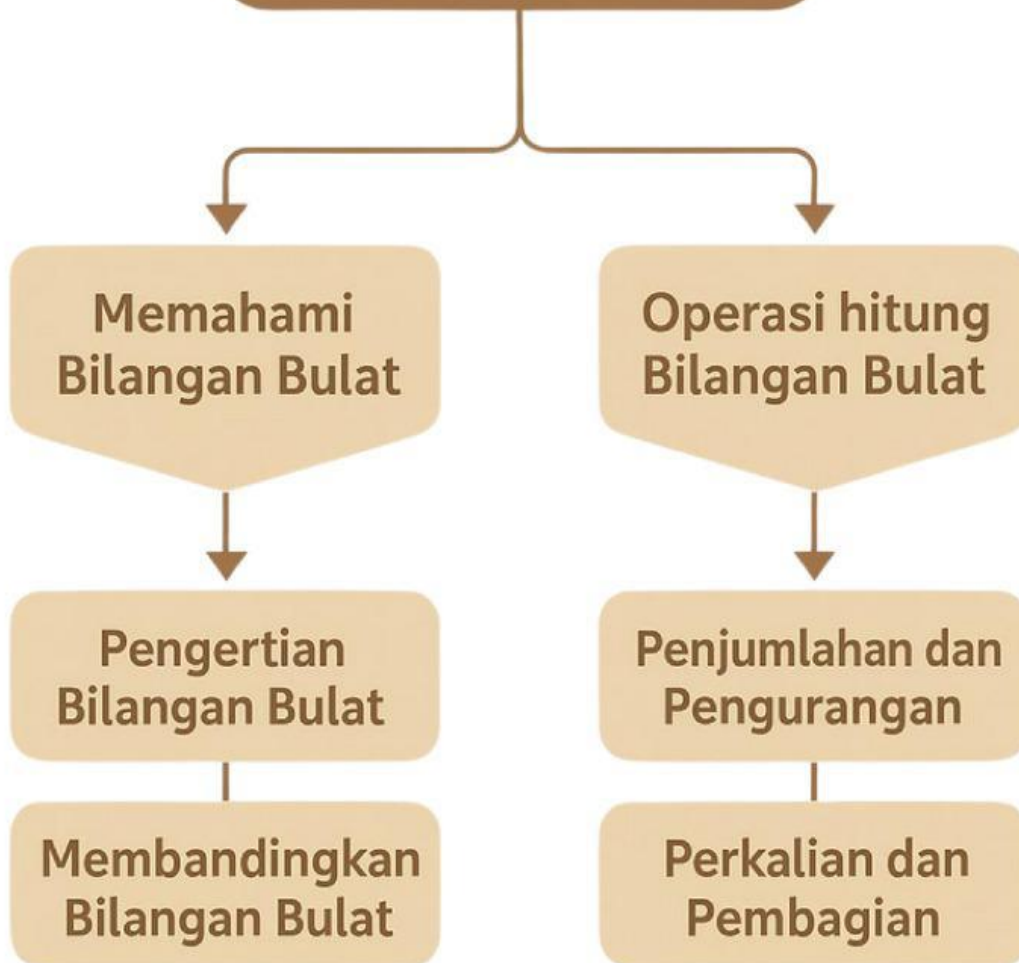 Memahami
Bilangan Bulat
Operasi hitung
Bilangan Bulat
Pengertian
Bilangan Bulat
Penjumlahan dan
Pengurangan
Membandingkan
Bilangan Bulat
Perkalian dan
Pembagian